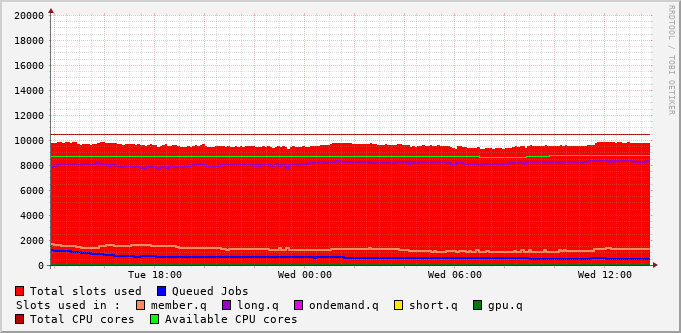 RRDTOOL / TOBI OETIKER
20000
18000
16000
14000
12000
10000
8000
6000
4000
2000
0
Tue 18:00 Wed 00:00 Wed 06:00 Wed 12:00
Total slots used Queued Jobs
Slots used in : member.q long.q ondemand.q short.q gpu.q
Total CPU cores Available CPU cores